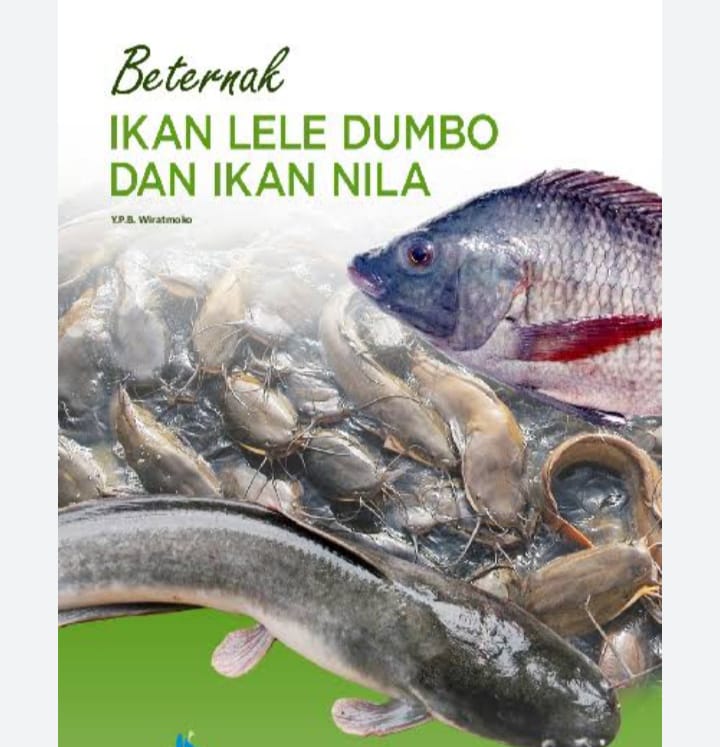 Beternak
IKAN LELE DUMBO
DAN IKAN NILA
Y.P.B. Wiratmoko